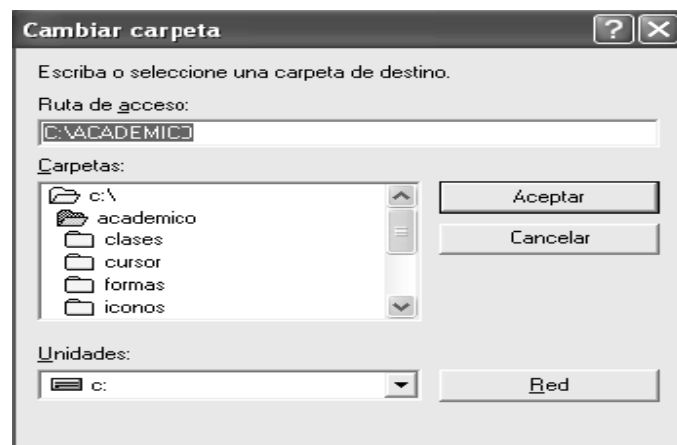 Cambiar carpeta
Escriba o seleccione una carpeta de destino.
Ruta de acceso:
C:\ACADEMICO
Carpetas:
c:\
academico
clases
cursor
formas
iconos
Aceptar
Cancelar
Unidades:
c:
Red